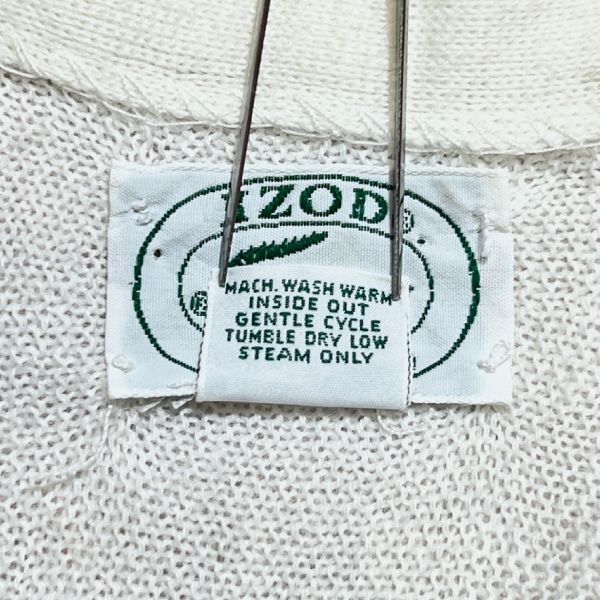 IZOD®
MACH. WASH WARM
INSIDE OUT
GENTLE CYCLE
TUMBLE DRY LOW
STEAM ONLY